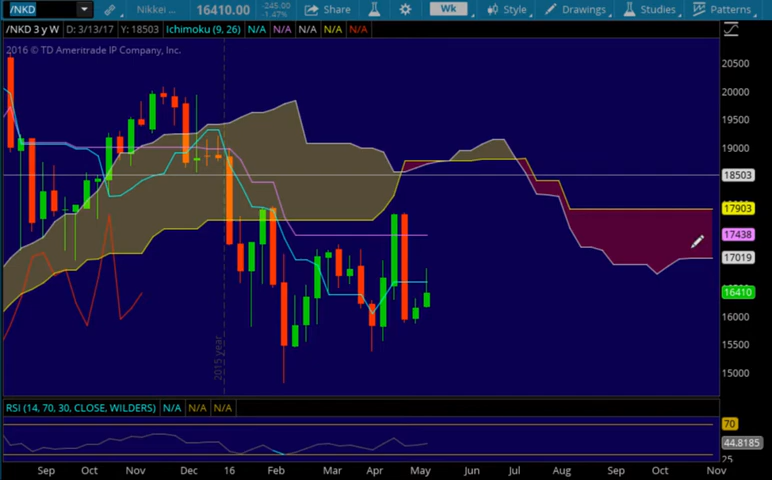 /NKD Nikkei ... 16410.00 -245.00 -1.47% Share Wk Style Drawings Studies Patterns
/NKD 3 y W D: 3/13/17 Y: 18503 Ichimoku (9, 26) N/A N/A N/A N/A N/A
2016 © TD Ameritrade IP Company, Inc.
20500
20000
19500
19000
18503
17903
17438
17019
16410
16000
15500
15000
2015 year
RSI (14, 70, 30, CLOSE, WILDERS) N/A N/A N/A
70
44.8185
25
Sep Oct Nov Dec 16 Feb Mar Apr May Jun Jul Aug Sep Oct Nov